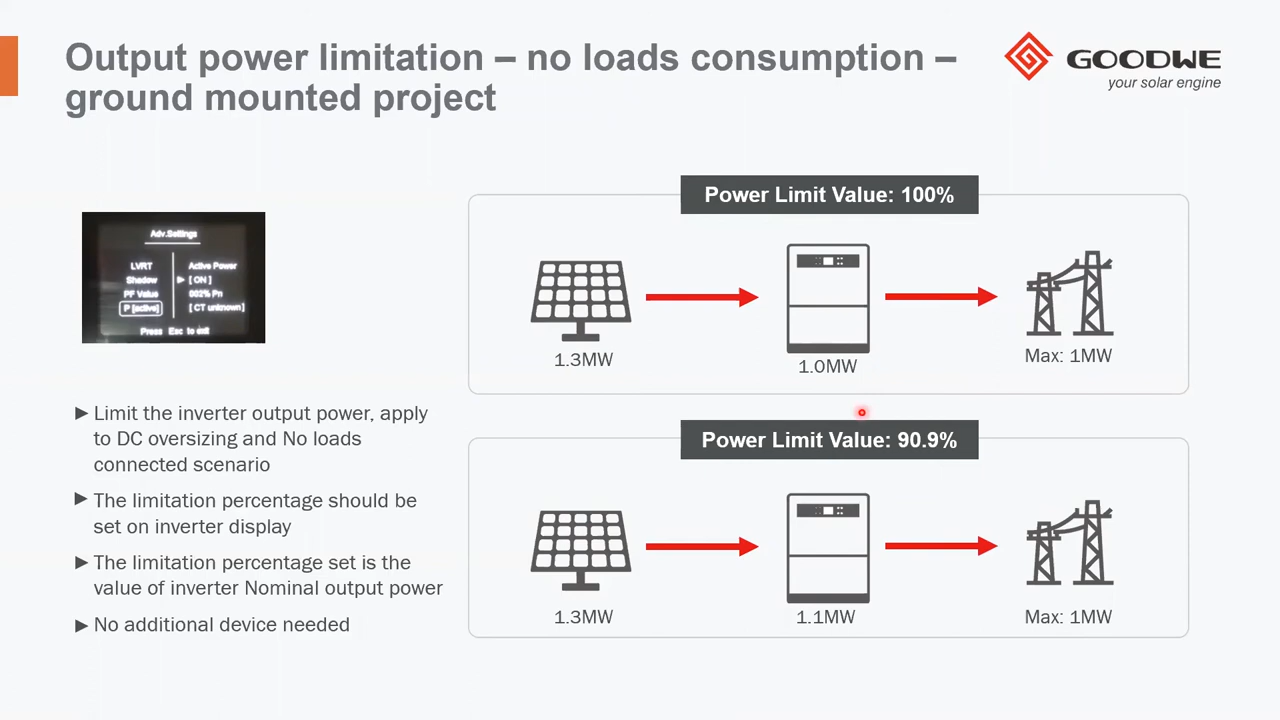 Output power limitation – no loads consumption –
ground mounted project
GOODWE
your solar engine
Adv.Settings
LVRT
Shadow
PF Value
P [active]
Active Power
[ ON ]
002% Pn
[ CT unknown]
Press Esc to exit
Limit the inverter output power, apply
to DC oversizing and No loads
connected scenario
The limitation percentage should be
set on inverter display
The limitation percentage set is the
value of inverter Nominal output power
No additional device needed
Power Limit Value: 100%
1.3MW
1.0MW
Max: 1MW
Power Limit Value: 90.9%
1.3MW
1.1MW
Max: 1MW